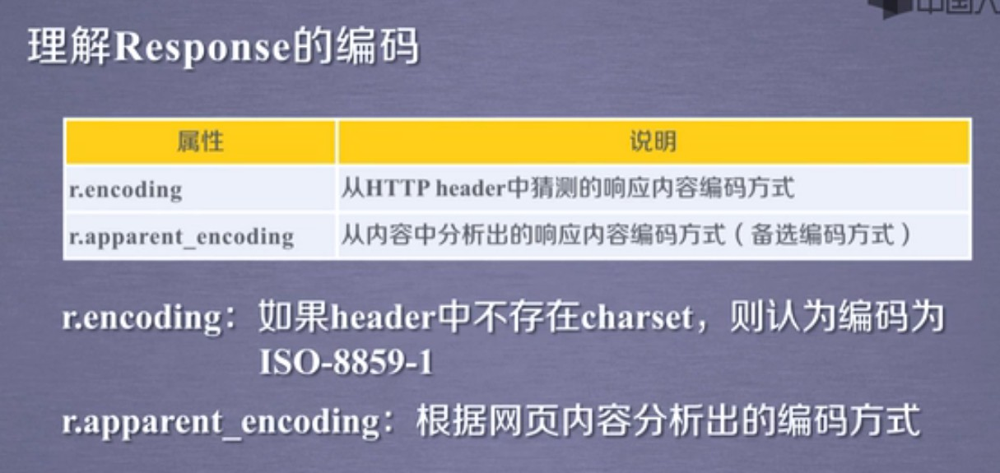 中国人
理解Response的编码
属性 说明
r.encoding 从HTTP header中猜测的响应内容编码方式
r.apparent_encoding 从内容中分析出的响应内容编码方式（备选编码方式）
r.encoding：如果header中不存在charset，则认为编码为
ISO-8859-1
r.apparent_encoding：根据网页内容分析出的编码方式